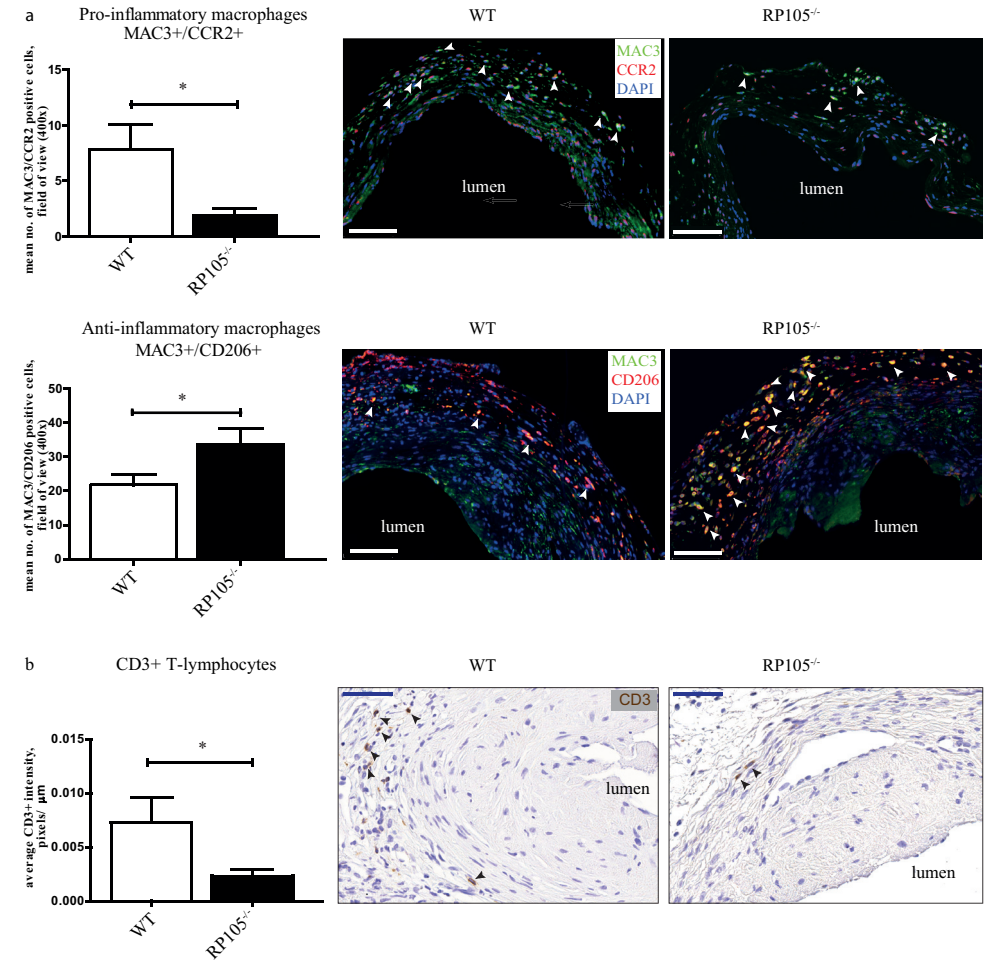 a
Pro-inflammatory macrophages
MAC3+/CCR2+
WT
RP105-/-
mean no. of MAC3/CCR2 positive cells,
field of view (400x)
15
10
5
0
*
WT
RP105-/-
MAC3
CCR2
DAPI
lumen
lumen
Anti-inflammatory macrophages
MAC3+/CD206+
WT
RP105-/-
mean no. of MAC3/CD206 positive cells,
field of view (400x)
50
40
30
20
10
0
*
WT
RP105-/-
MAC3
CD206
DAPI
lumen
lumen
b
CD3+ T-lymphocytes
WT
RP105-/-
average CD3+ intensity,
pixels/ μm
0.015
0.010
0.005
0.000
*
WT
RP105-/-
CD3
lumen
lumen